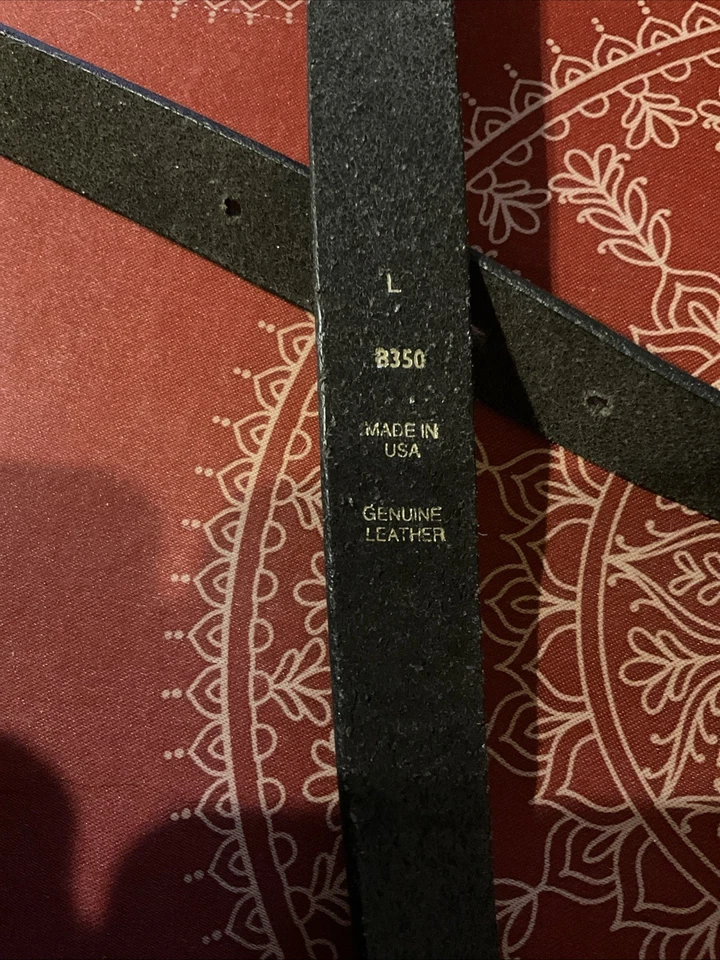 L
B350
MADE IN
USA
GENUINE
LEATHER